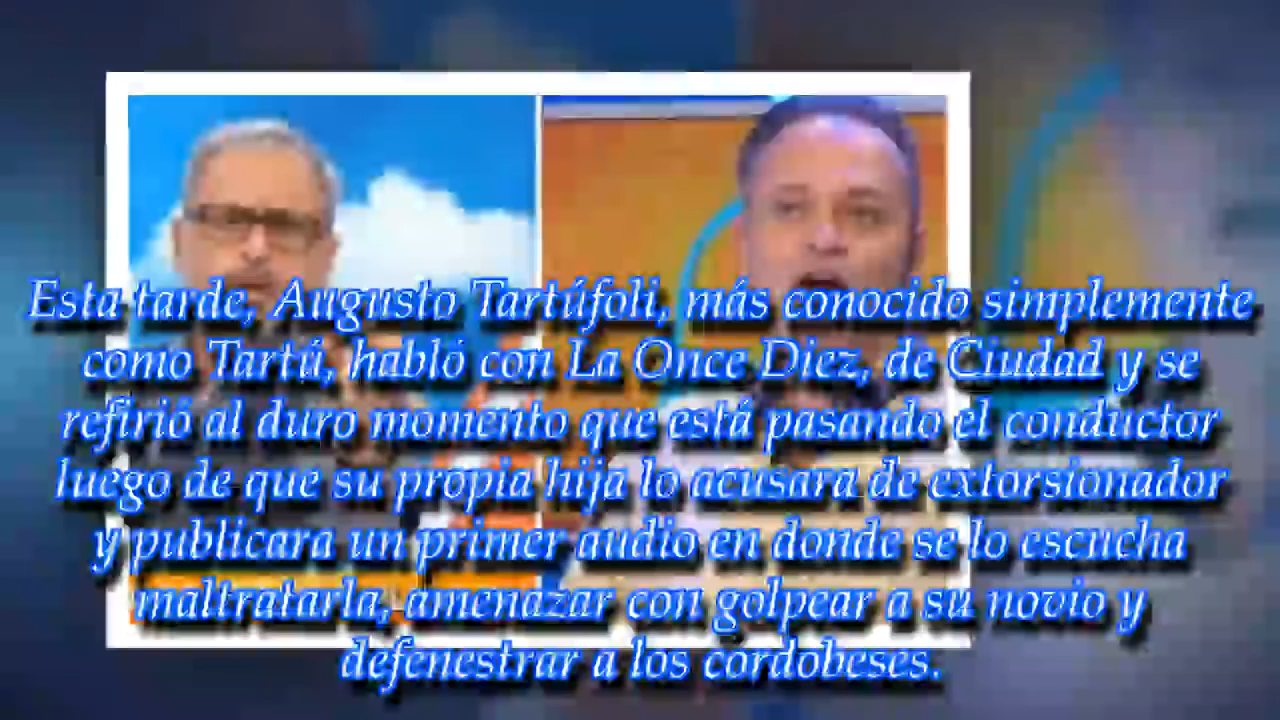 Esta tarde, Augusto Tartúfoli, más conocido simplemente
como Tartú, habló con La Once Diez, de Ciudad y se
refirió al duro momento que está pasando el conductor
luego de que su propia hija lo acusara de extorsionador
y publicara un primer audio en donde se lo escucha
maltratarla, amenazar con golpear a su novio y
defenestrar a los cordobeses.